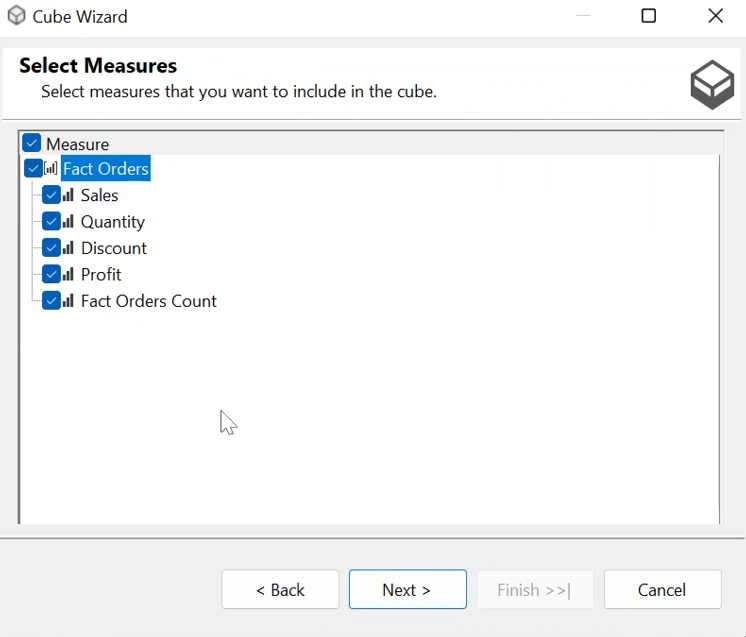 Cube Wizard
Select Measures
Select measures that you want to include in the cube.
Measure
Fact Orders
Sales
Quantity
Discount
Profit
Fact Orders Count
< Back Next > Finish >>| Cancel